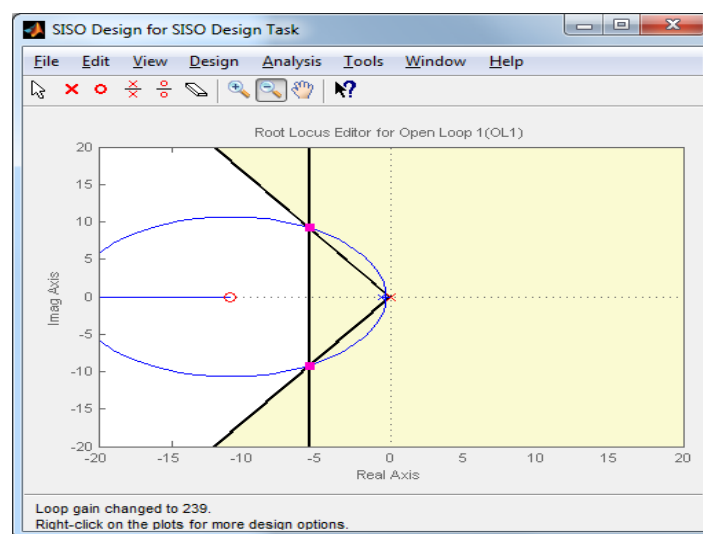 SISO Design for SISO Design Task
File Edit View Design Analysis Tools Window Help
Root Locus Editor for Open Loop 1(OL1)
20
15
10
5
0
-5
-10
-15
-20
Imag Axis
-20 -15 -10 -5 0 5 10 15 20
Real Axis
Loop gain changed to 239.
Right-click on the plots for more design options.